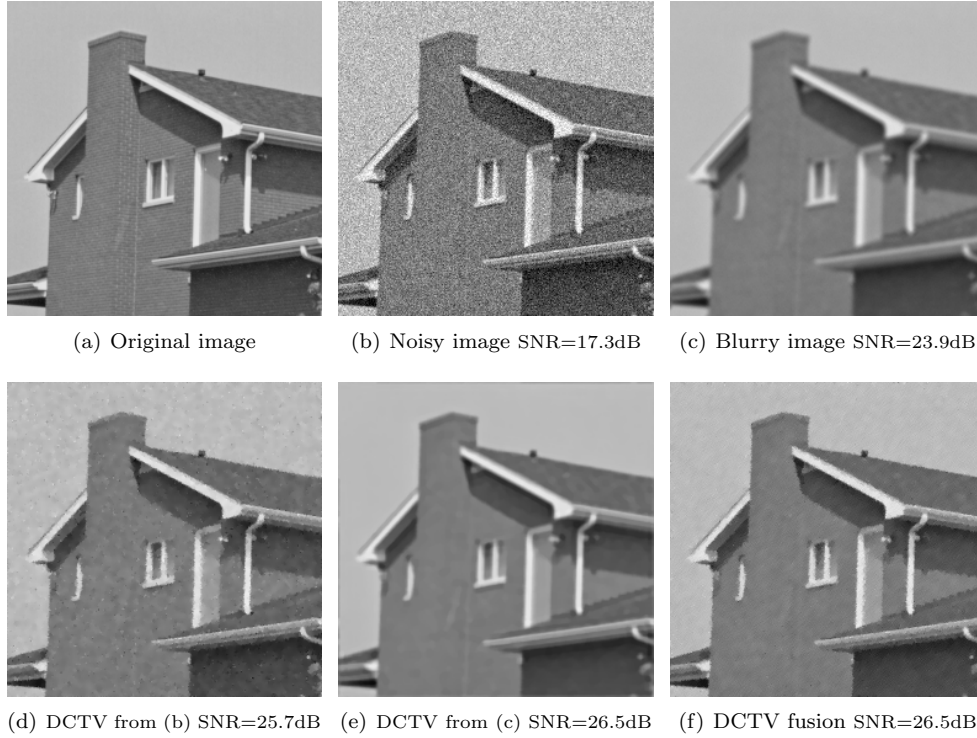 (a) Original image
(b) Noisy image SNR=17.3dB
(c) Blurry image SNR=23.9dB
(d) DCTV from (b) SNR=25.7dB
(e) DCTV from (c) SNR=26.5dB
(f) DCTV fusion SNR=26.5dB